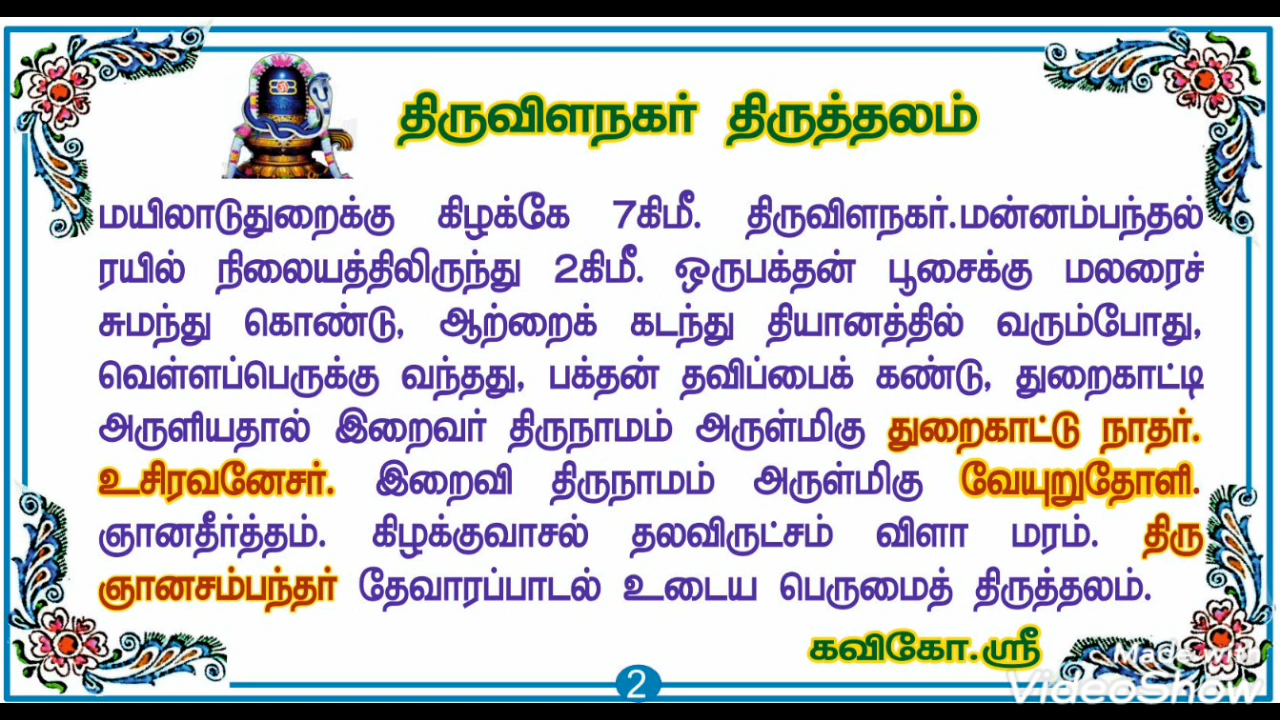 திருவிளநகர் திருத்தலம்
மயிலாடுதுறைக்கு கிழக்கே 7கிமீ. திருவிளநகர்.மன்னம்பந்தல்
ரயில் நிலையத்திலிருந்து 2கிமீ. ஒருபக்தன் பூசைக்கு மலரைச்
சுமந்து கொண்டு, ஆற்றைக் கடந்து தியானத்தில் வரும்போது,
வெள்ளப்பெருக்கு வந்தது, பக்தன் தவிப்பைக் கண்டு, துறைகாட்டி
அருளியதால் இறைவர் திருநாமம் அருள்மிகு துறைகாட்டு நாதர்.
உசிரவனேசர். இறைவி திருநாமம் அருள்மிகு வேயுறுதோளி.
ஞானதீர்த்தம். கிழக்குவாசல் தலவிருட்சம் விளா மரம். திரு
ஞானசம்பந்தர் தேவாரப்பாடல் உடைய பெருமைத் திருத்தலம்.
கவிகோ.ஸ்ரீ
2
Made with
VideoShow